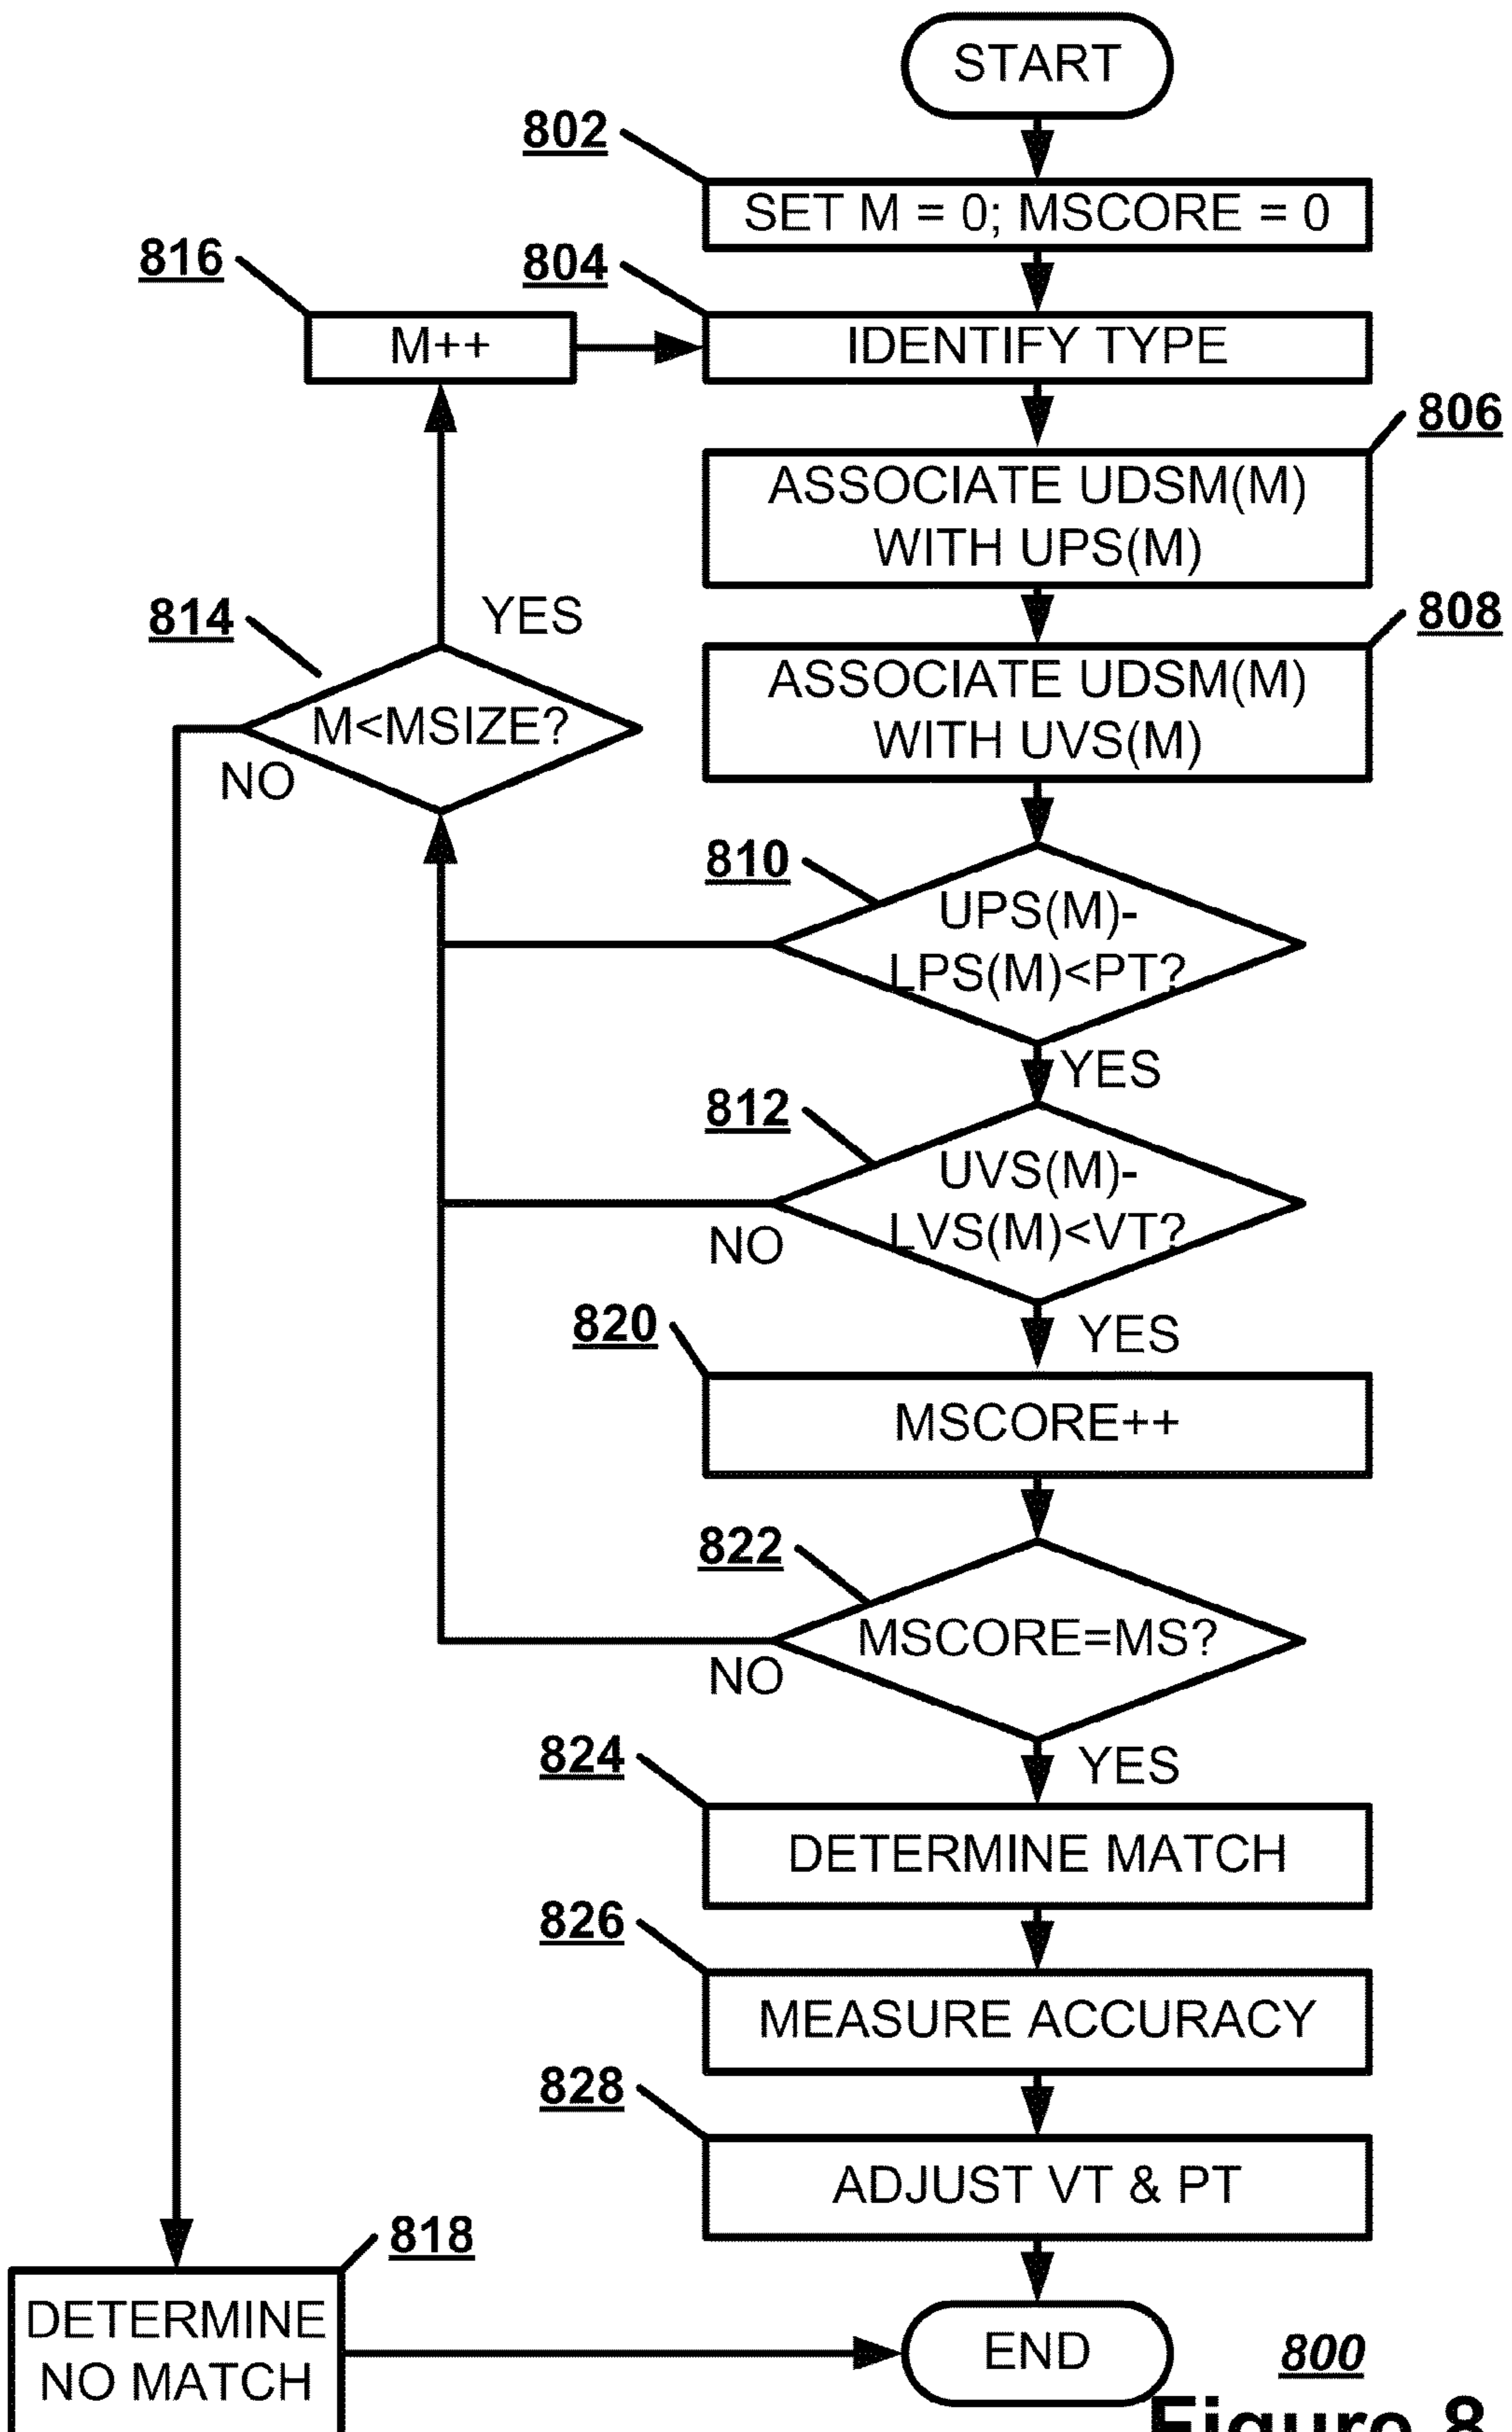 START
802
SET M = 0; MSCORE = 0
816
804
M++
IDENTIFY TYPE
806
ASSOCIATE UDSM(M)
WITH UPS(M)
814
YES
808
M<MSIZE?
NO
ASSOCIATE UDSM(M)
WITH UVS(M)
810
UPS(M)-
LPS(M)<PT?
YES
812
UVS(M)-
LVS(M)<VT?
NO
YES
820
MSCORE++
822
MSCORE=MS?
NO
YES
824
DETERMINE MATCH
826
MEASURE ACCURACY
828
ADJUST VT & PT
818
DETERMINE
NO MATCH
END
800
Figure 8